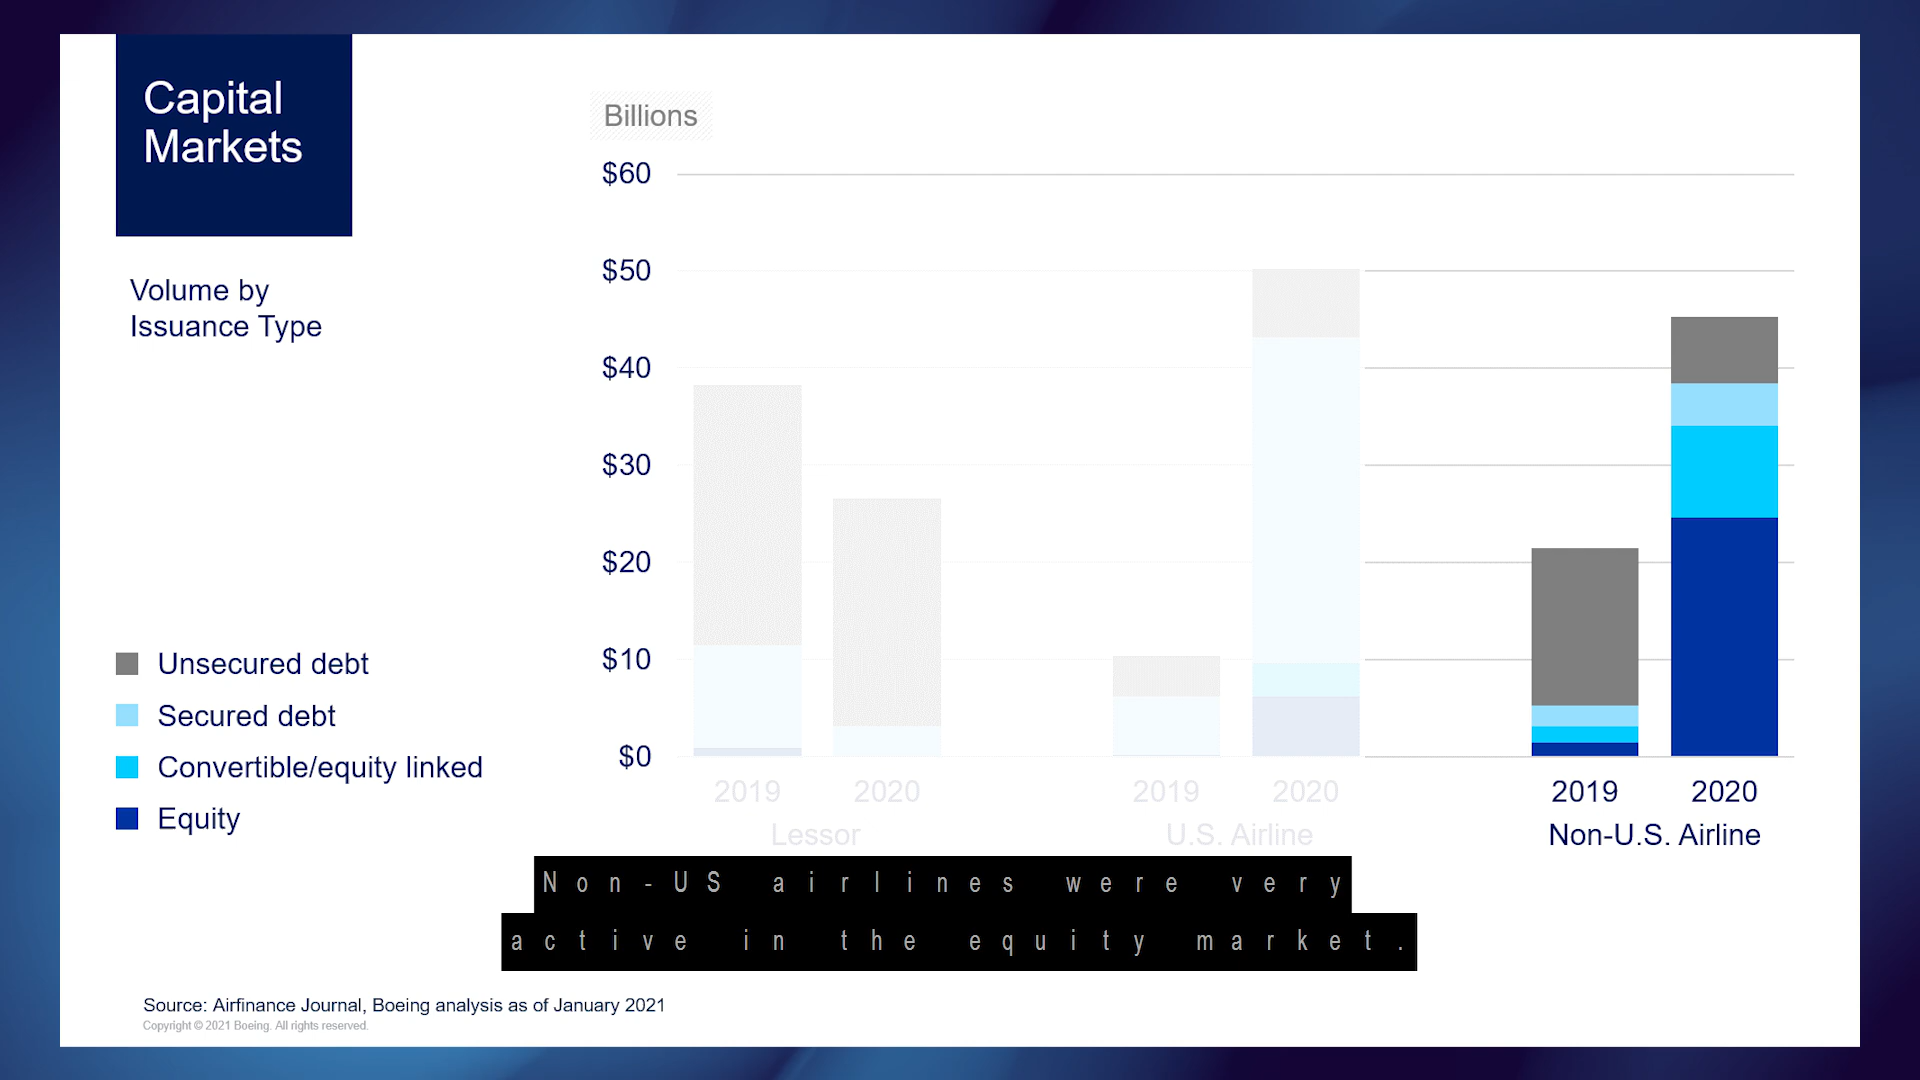 Capital
Markets
Volume by
Issuance Type
Unsecured debt
Secured debt
Convertible/equity linked
Equity
Billions
$60
$50
$40
$30
$20
$10
$0
2019 2020 2019 2020 2019 2020
Lessor U.S. Airline Non-U.S. Airline
Non-US airlines were very
active in the equity market.
Source: Airfinance Journal, Boeing analysis as of January 2021
Copyright © 2021 Boeing. All rights reserved.